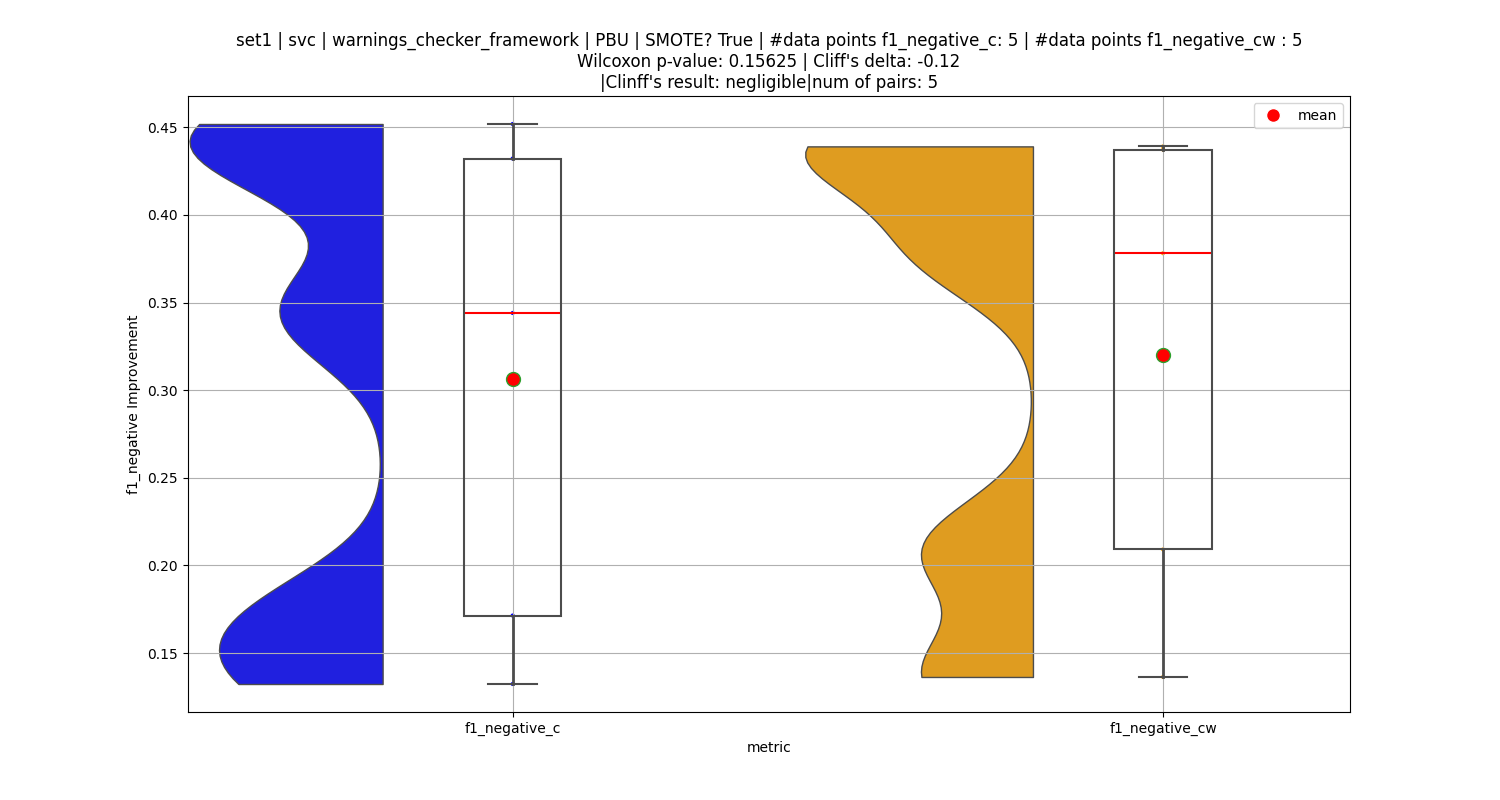 set1 | svc | warnings_checker_framework | PBU | SMOTE? True | #data points f1_negative_c: 5 | #data points f1_negative_cw : 5
Wilcoxon p-value: 0.15625 | Cliff's delta: -0.12
|Clinff's result: negligible|num of pairs: 5
mean
0.45
0.40
0.35
0.30
0.25
0.20
0.15
f1_negative Improvement
f1_negative_c
f1_negative_cw
metric